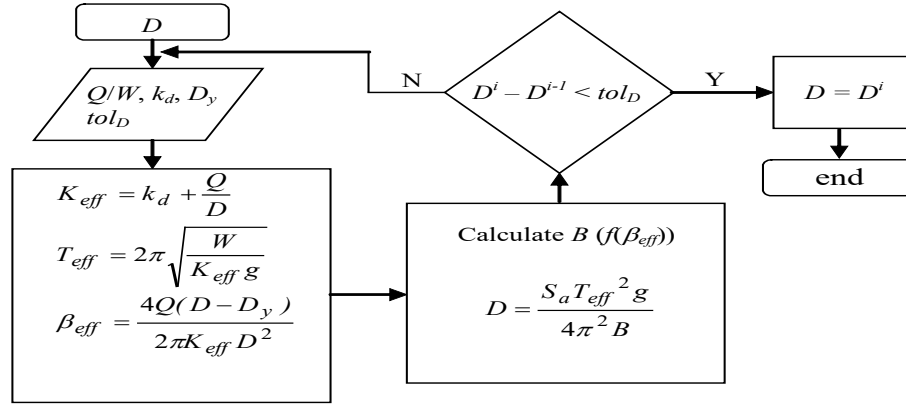 D
Q/W, k_d, D_y
tol_D
K_eff = k_d + Q/D
T_eff = 2π√(W/(K_eff g))
β_eff = 4Q(D − D_y)/(2πK_eff D²)
Calculate B (f(β_eff))
D = S_a T_eff² g/(4π² B)
N
D^i − D^{i-1} < tol_D
Y
D = D^i
end